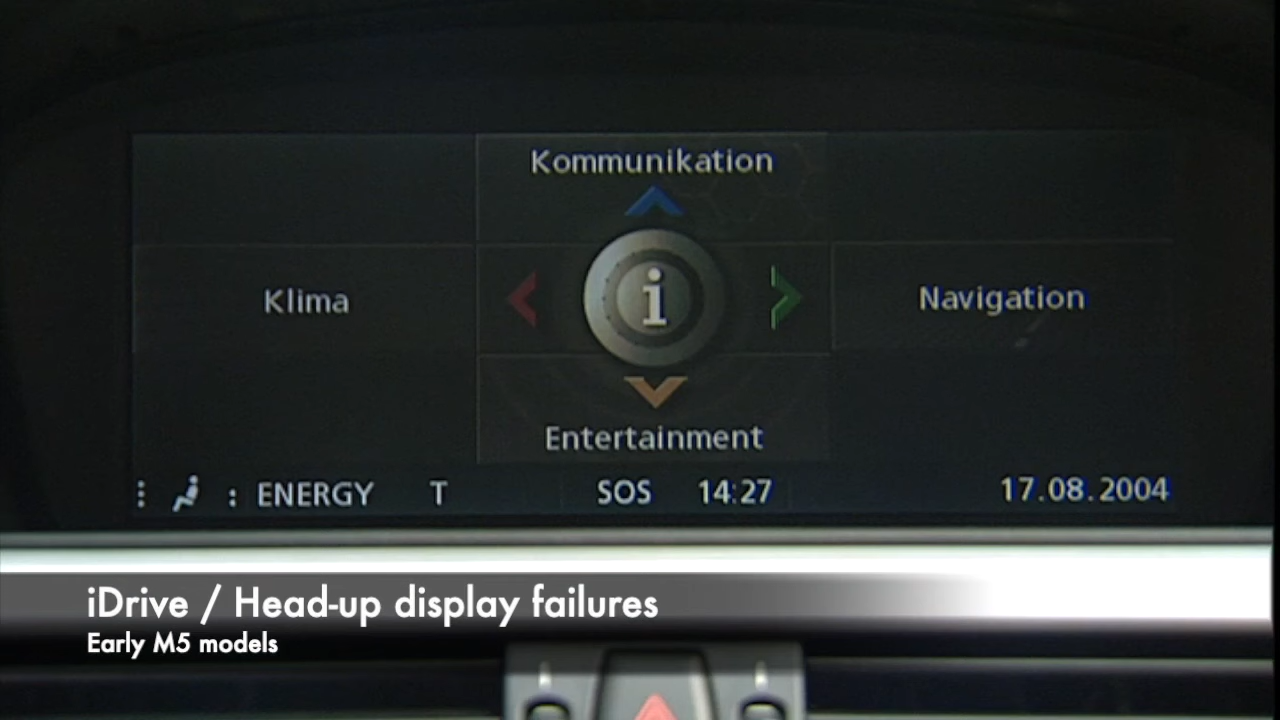 Kommunikation
Klima
i
Navigation
Entertainment
ENERGY T SOS 14:27 17.08.2004
iDrive / Head-up display failures
Early M5 models